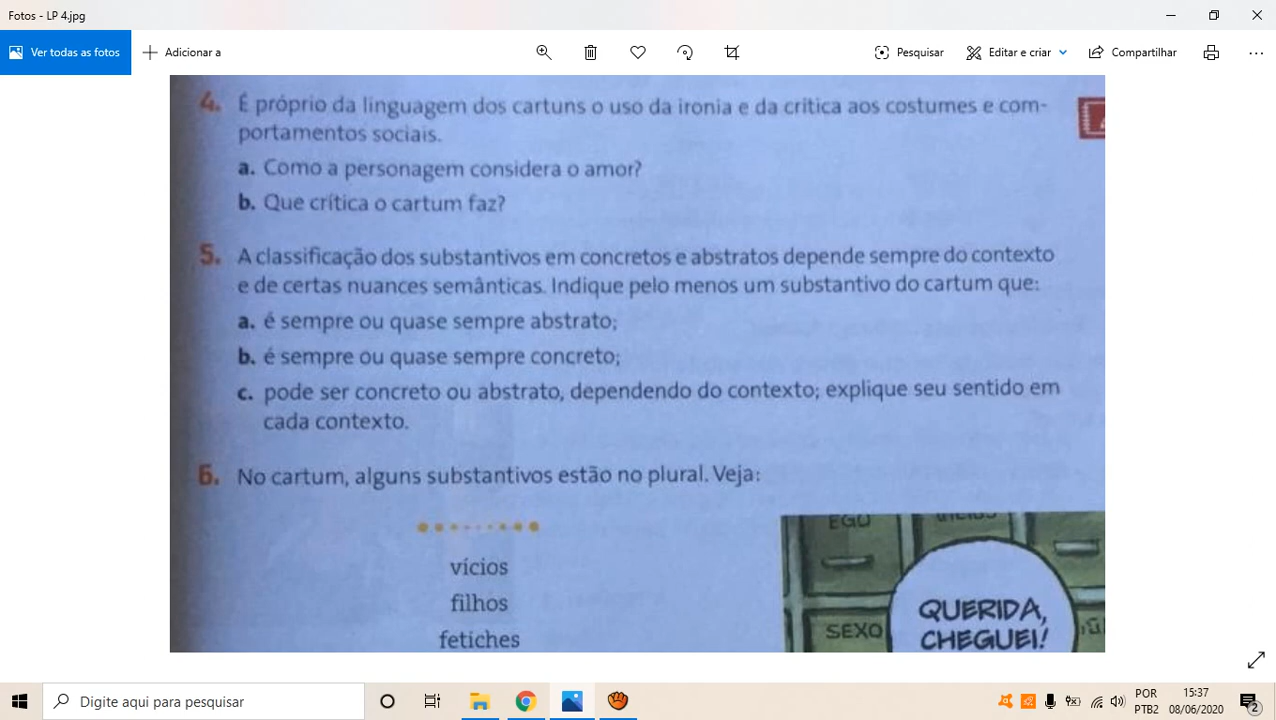 Fotos - LP 4.jpg
Ver todas as fotos
Adicionar a
Pesquisar
Editar e criar
Compartilhar
4. É próprio da linguagem dos cartuns o uso da ironia e da crítica aos costumes e com-
portamentos sociais.
a. Como a personagem considera o amor?
b. Que crítica o cartum faz?
5. A classificação dos substantivos em concretos e abstratos depende sempre do contexto
e de certas nuances semânticas. Indique pelo menos um substantivo do cartum que:
a. é sempre ou quase sempre abstrato;
b. é sempre ou quase sempre concreto;
c. pode ser concreto ou abstrato, dependendo do contexto; explique seu sentido em
cada contexto.
6. No cartum, alguns substantivos estão no plural. Veja:
vícios
filhos
fetiches
EGO
SEXO
QUERIDA,
CHEGUEI!
Digite aqui para pesquisar
POR
PTB2
15:37
08/06/2020
2